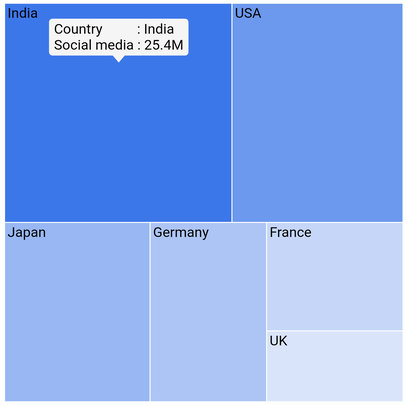 India
USA
Country : India
Social media : 25.4M
Japan
Germany
France
UK